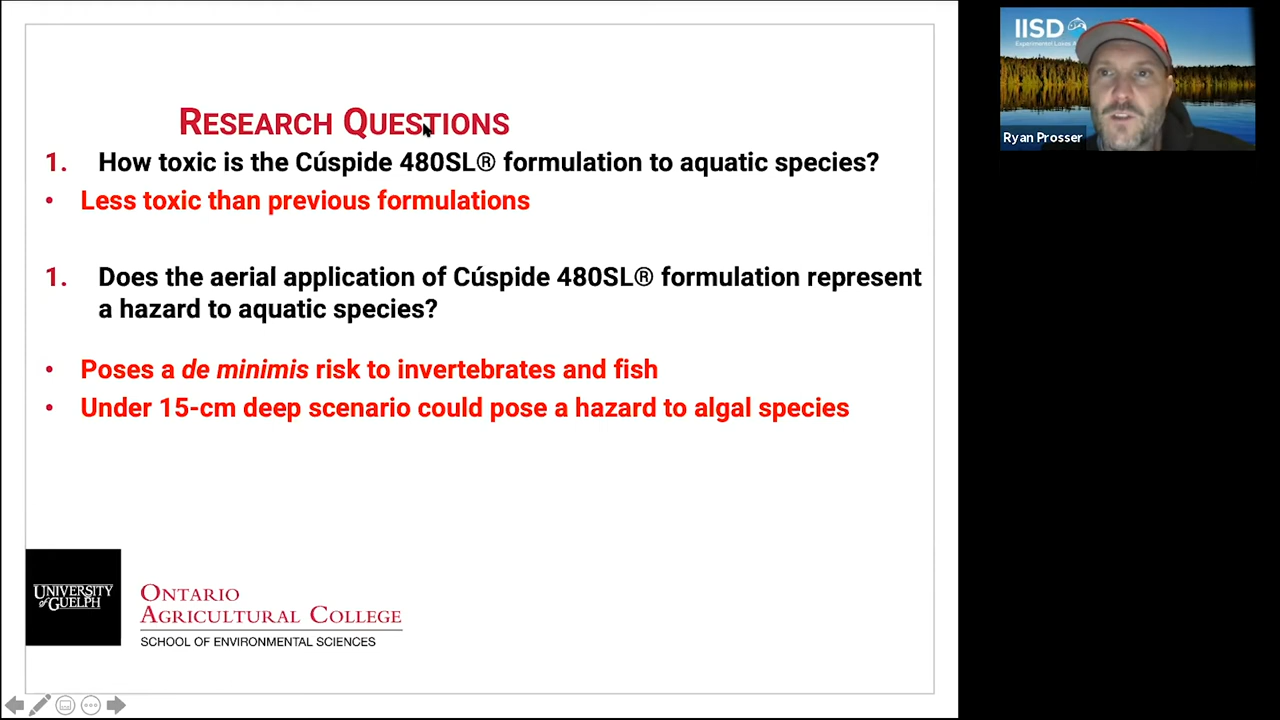 RESEARCH QUESTIONS
1. How toxic is the Cúspide 480SL® formulation to aquatic species?
• Less toxic than previous formulations
1. Does the aerial application of Cúspide 480SL® formulation represent
a hazard to aquatic species?
• Poses a de minimis risk to invertebrates and fish
• Under 15-cm deep scenario could pose a hazard to algal species
UNIVERSITY
of GUELPH
ONTARIO
AGRICULTURAL COLLEGE
SCHOOL OF ENVIRONMENTAL SCIENCES
IISD
Experimental Lakes
Ryan Prosser